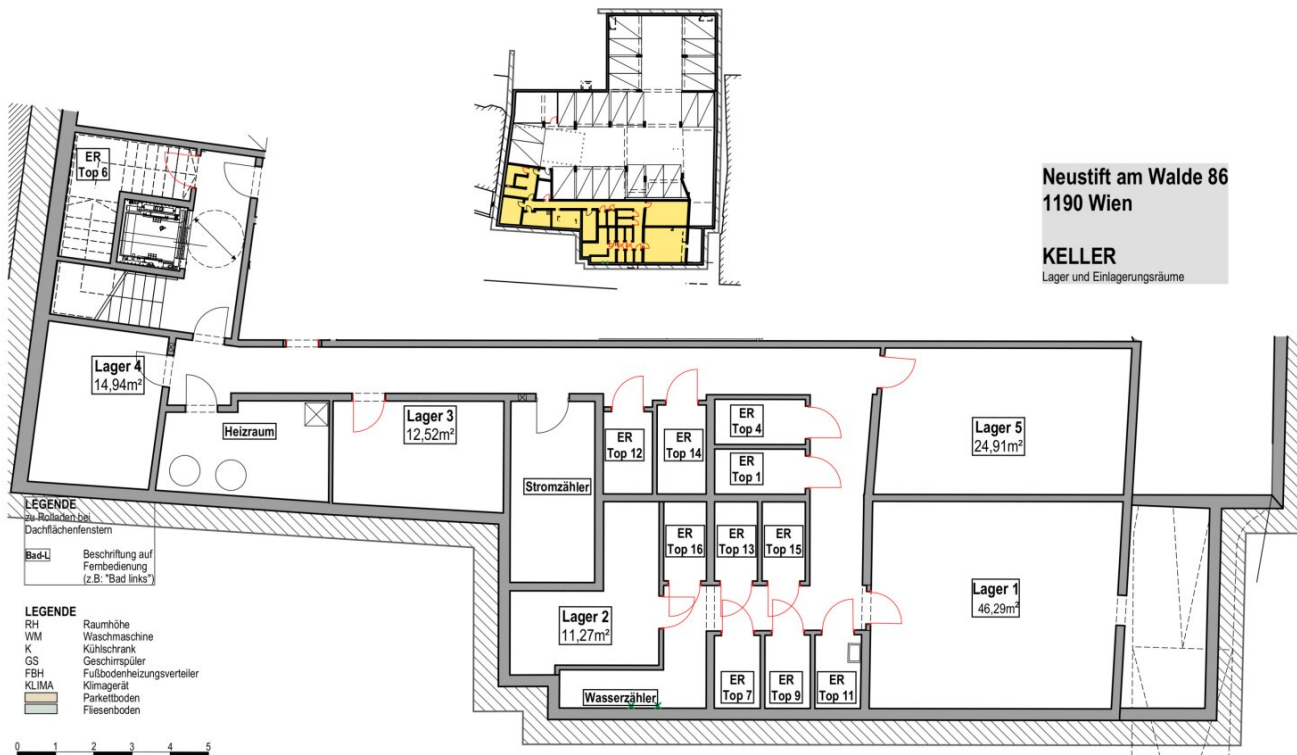 Neustift am Walde 86
1190 Wien
KELLER
Lager und Einlagerungsräume
ER
Top 6
Lager 4
14,94m²
Heizraum
Lager 3
12,52m²
Stromzähler
ER
Top 12
ER
Top 14
ER
Top 4
ER
Top 1
Lager 5
24,91m²
ER
Top 16
ER
Top 13
ER
Top 15
Lager 2
11,27m²
Lager 1
46,29m²
Wasserzähler
ER
Top 7
ER
Top 9
ER
Top 11
LEGENDE
zu Rolladen bei
Dachflächenfenstern
Bad-L Beschriftung auf
Fernbedienung
(z.B: "Bad links")
LEGENDE
RH Raumhöhe
WM Waschmaschine
K Kühlschrank
GS Geschirrspüler
FBH Fußbodenheizungsverteiler
KLIMA Klimagerät
Parkettboden
Fliesenboden
0 1 2 3 4 5